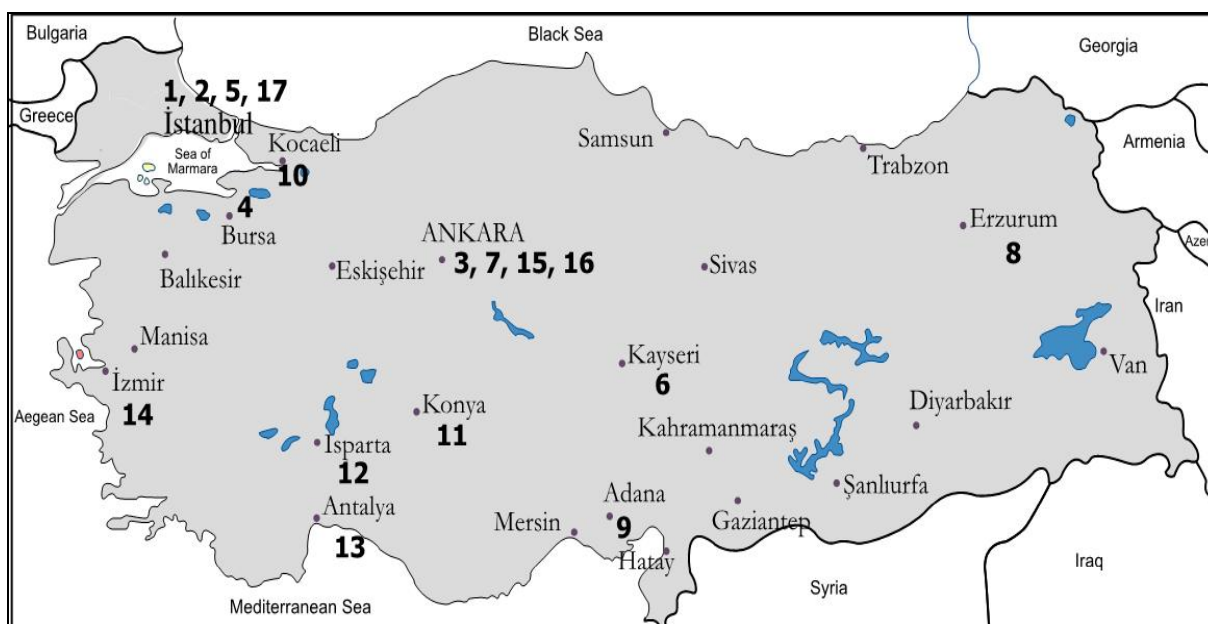 Bulgaria
Black Sea
Georgia
1, 2, 5, 17
Greece
İstanbul
Kocaeli
Samsun
Armenia
Sea of
Marmara
Trabzon
10
4
Bursa
Erzurum
ANKARA
8
Azer
3, 7, 15, 16
Balıkesir
Eskişehir
Sivas
Iran
Manisa
Kayseri
Van
İzmir
6
Aegean Sea
14
Konya
Diyarbakır
11
Kahramanmaraş
Isparta
12
Şanlıurfa
Antalya
Adana
Mersin
9
Gaziantep
13
Hatay
Iraq
Syria
Mediterranean Sea